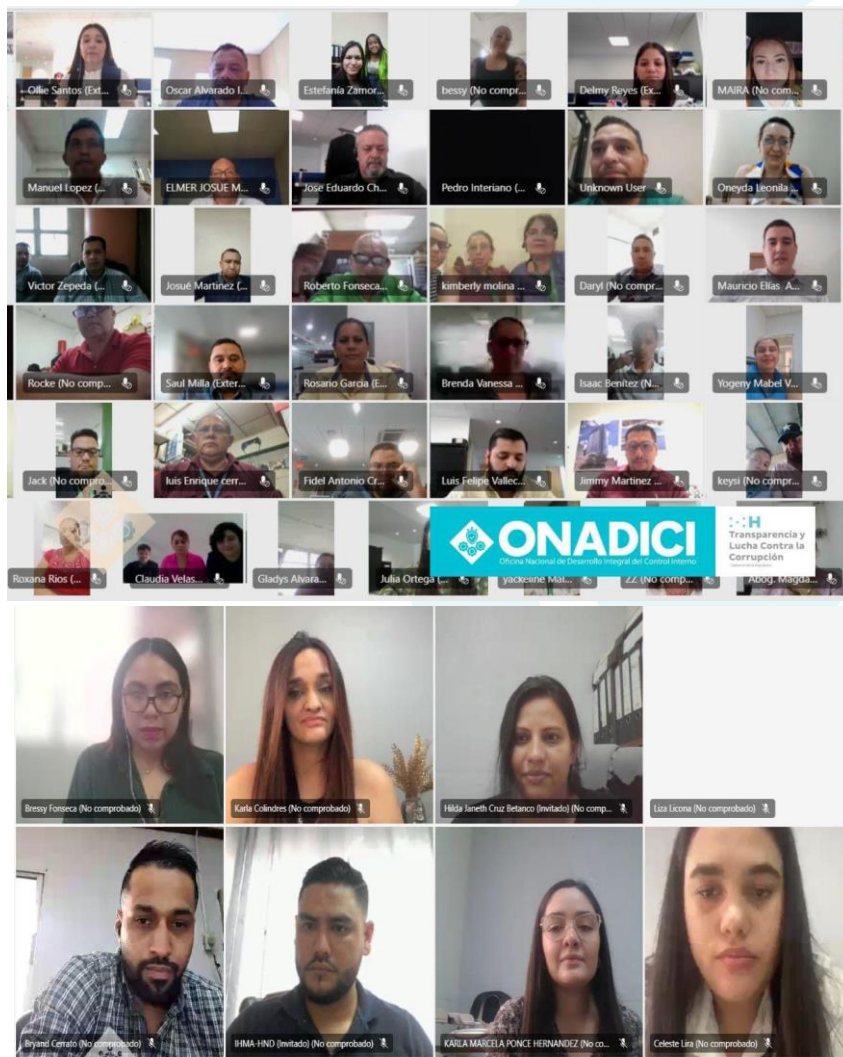 Ollie Santos (Ext...
Oscar Alvarado I...
Estefanía Zamor...
bessy (No compr...
Delmy Reyes (Ex...
MAIRA (No com...
Manuel Lopez (...
ELMER JOSUE M...
Jose Eduardo Ch...
Pedro Interiano (...
Unknown User
Oneyda Leonila ...
Victor Zepeda (...
Josué Martinez (...
Roberto Fonseca...
kimberly molina ...
Daryl (No compr...
Mauricio Elías A...
Rocke (No comp...
Saul Milla (Exter...
Rosario García (E...
Brenda Vanessa ...
Isaac Benítez (N...
Yogeny Mabel V...
Jack (No compro...
luis Enrique cerr...
Fidel Antonio Cr...
Luis Felipe Vallec...
Jimmy Martinez ...
keysi (No compr...
ONADICI
Oficina Nacional de Desarrollo Integral del Control Interno
Transparencia y
Lucha Contra la
Corrupción
Roxana Rios (...
Claudia Velas...
Gladys Alvara...
Julia Ortega (...
yackeline Mal...
ZZ (No comp...
Abog. Magda...
Bressy Fonseca (No comprobado)
Karla Colindres (No comprobado)
Hilda Janeth Cruz Betanco (Invitado) (No comp...
Liza Licona (No comprobado)
Bryand Cerrato (No comprobado)
IHMA-HND (Invitado) (No comprobado)
KARLA MARCELA PONCE HERNANDEZ (No co...
Celeste Lira (No comprobado)